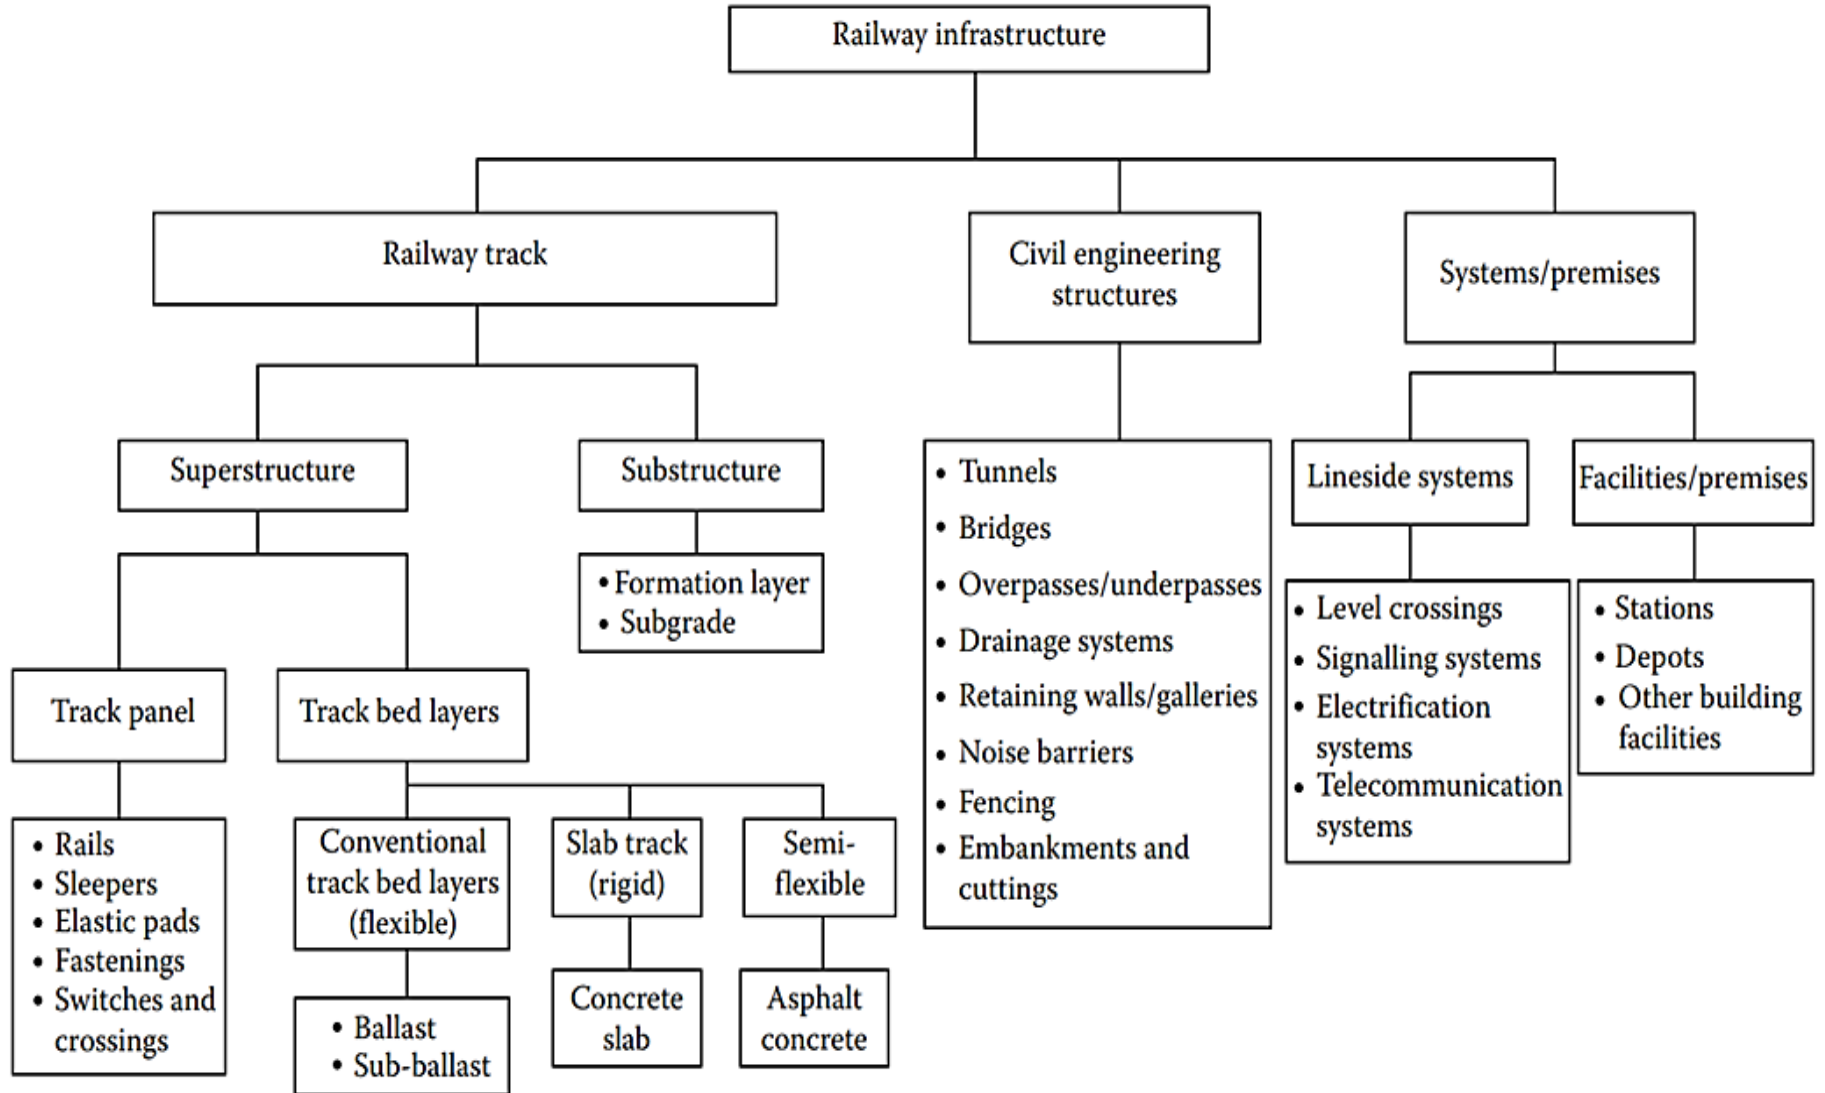 Railway infrastructure
Railway track
Civil engineering
structures
Systems/premises
Superstructure
Substructure
• Formation layer
• Subgrade
Track panel
• Rails
• Sleepers
• Elastic pads
• Fastenings
• Switches and
crossings
Track bed layers
Conventional
track bed layers
(flexible)
• Ballast
• Sub-ballast
Slab track
(rigid)
Concrete
slab
Semi-
flexible
Asphalt
concrete
• Tunnels
• Bridges
• Overpasses/underpasses
• Drainage systems
• Retaining walls/galleries
• Noise barriers
• Fencing
• Embankments and
cuttings
Lineside systems
• Level crossings
• Signalling systems
• Electrification
systems
• Telecommunication
systems
Facilities/premises
• Stations
• Depots
• Other building
facilities